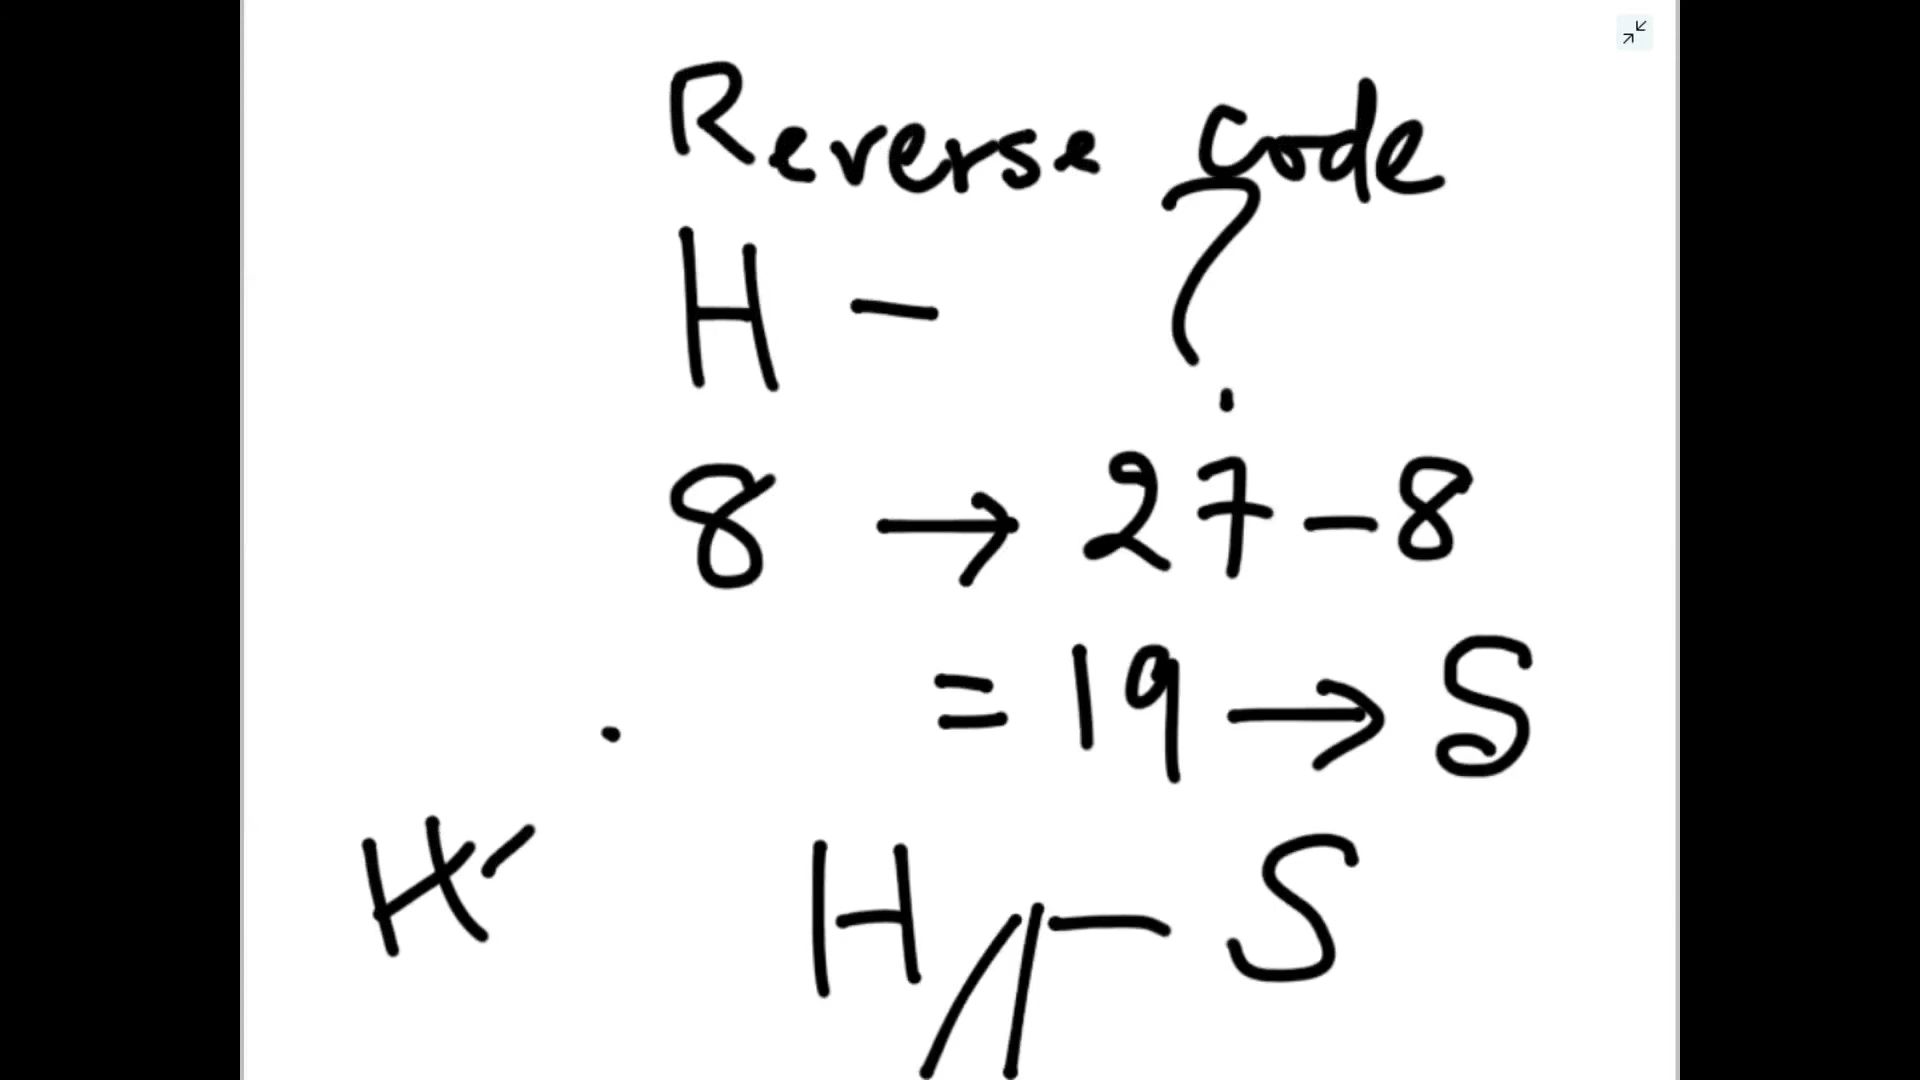 Reverse code
H - ?
8 → 27-8
= 19 → S
H-
H - S